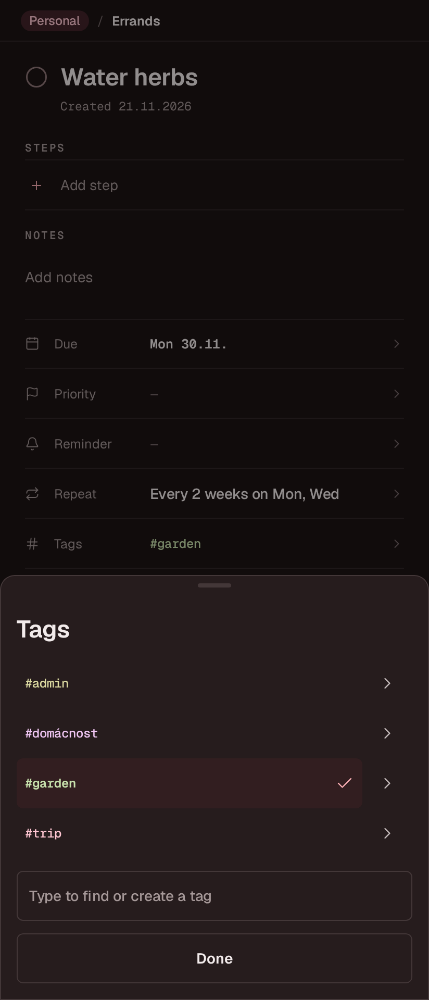 Personal / Errands
Water herbs
Created 21.11.2026
STEPS
+ Add step
NOTES
Add notes
Due Mon 30.11.
Priority –
Reminder –
Repeat Every 2 weeks on Mon, Wed
Tags #garden
Tags
#admin
#domácnost
#garden
#trip
Type to find or create a tag
Done